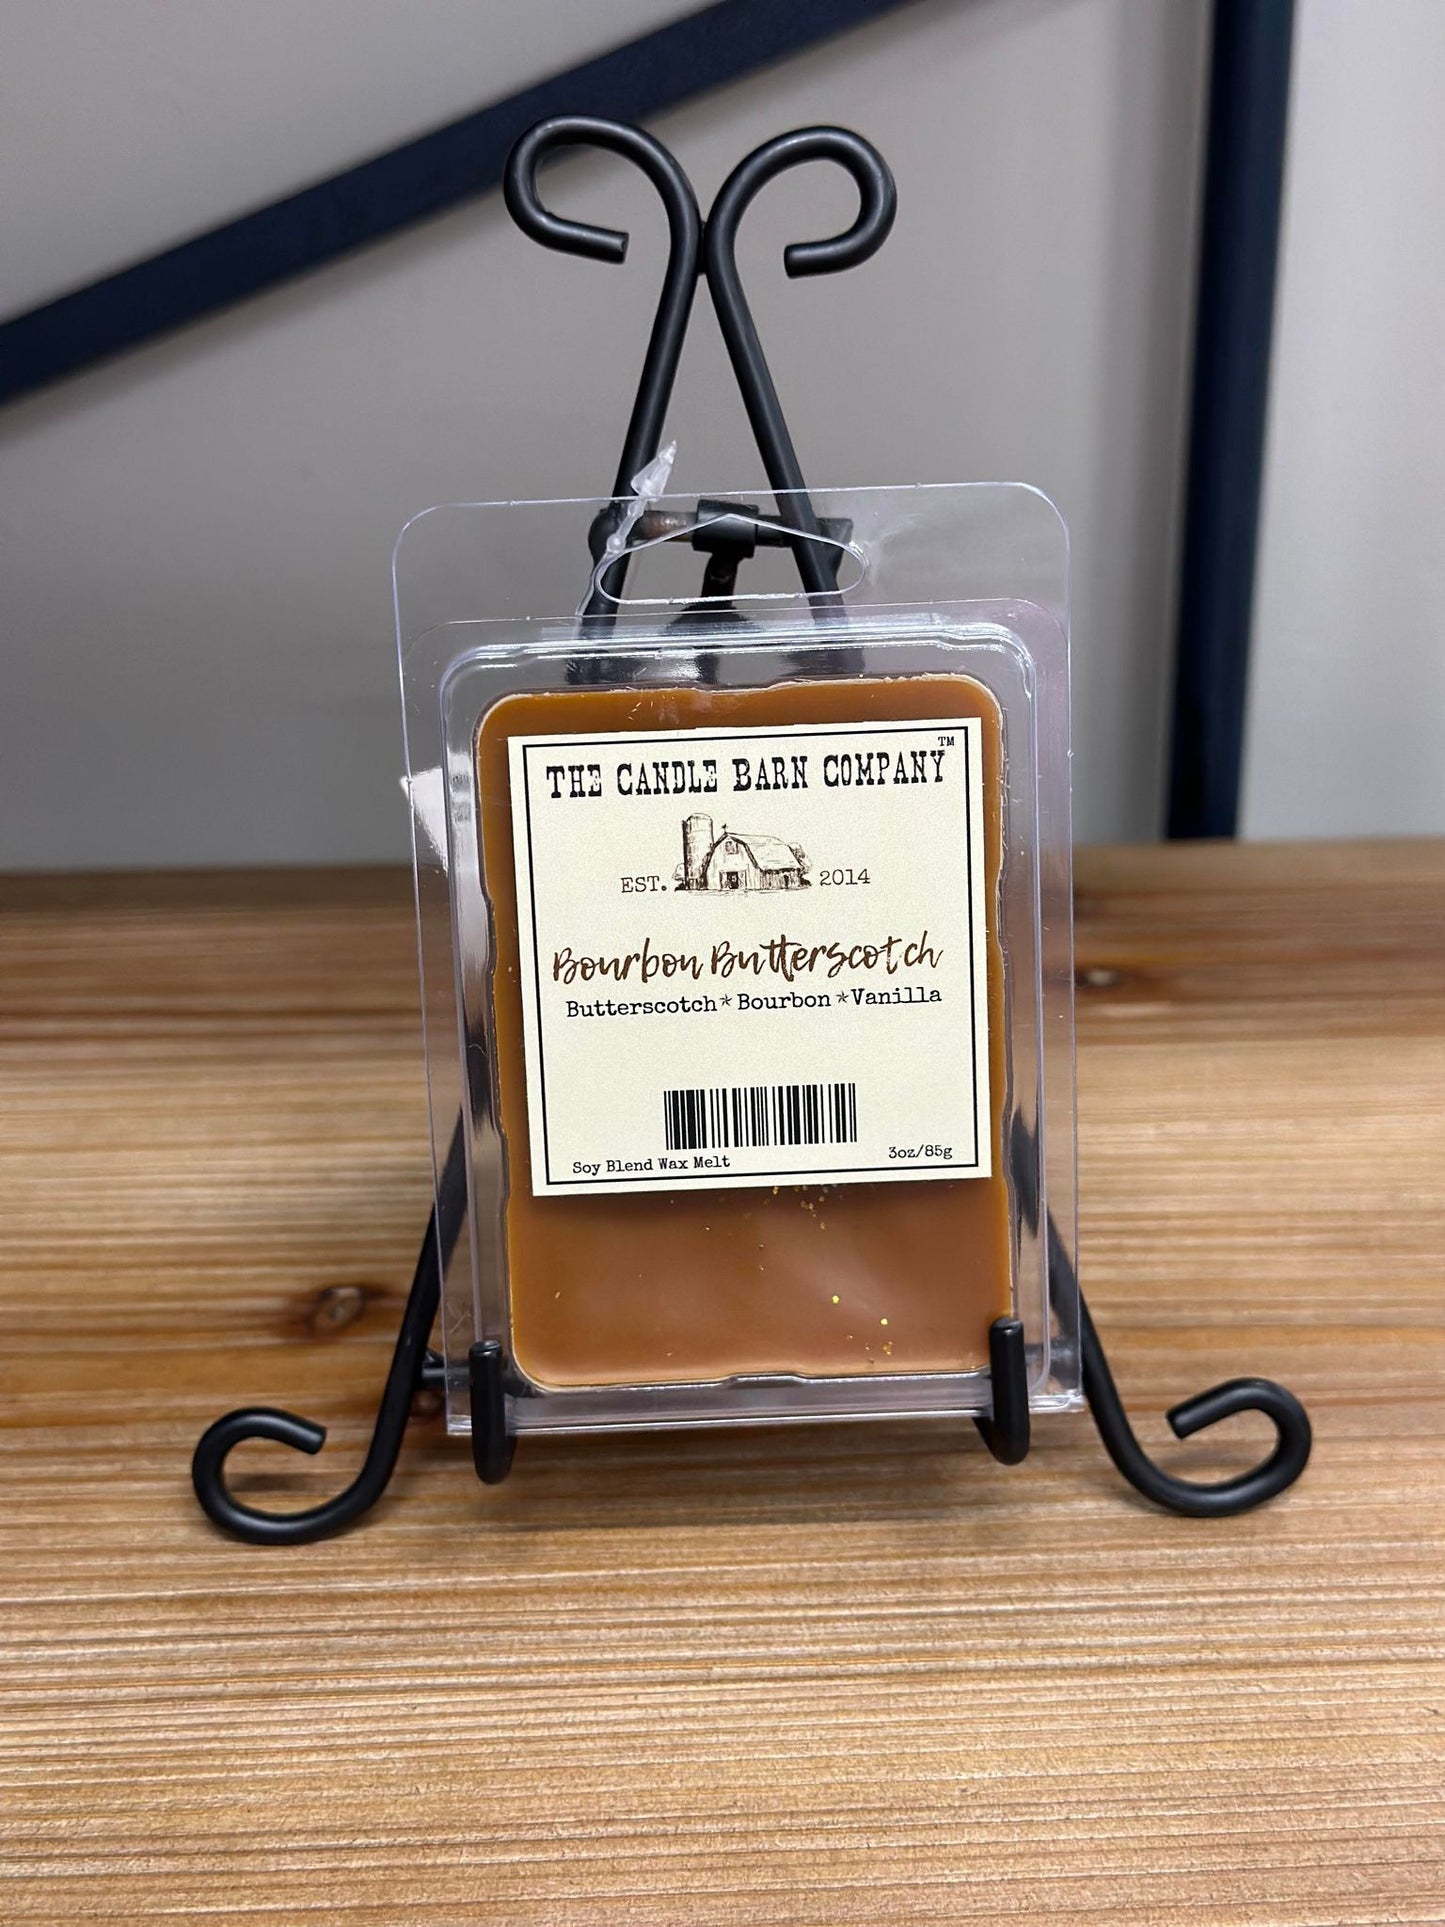 THE CANDLE BARN COMPANY™
EST. 2014
Bourbon Butterscotch
Butterscotch*Bourbon*Vanilla
Soy Blend Wax Melt 3oz/85g